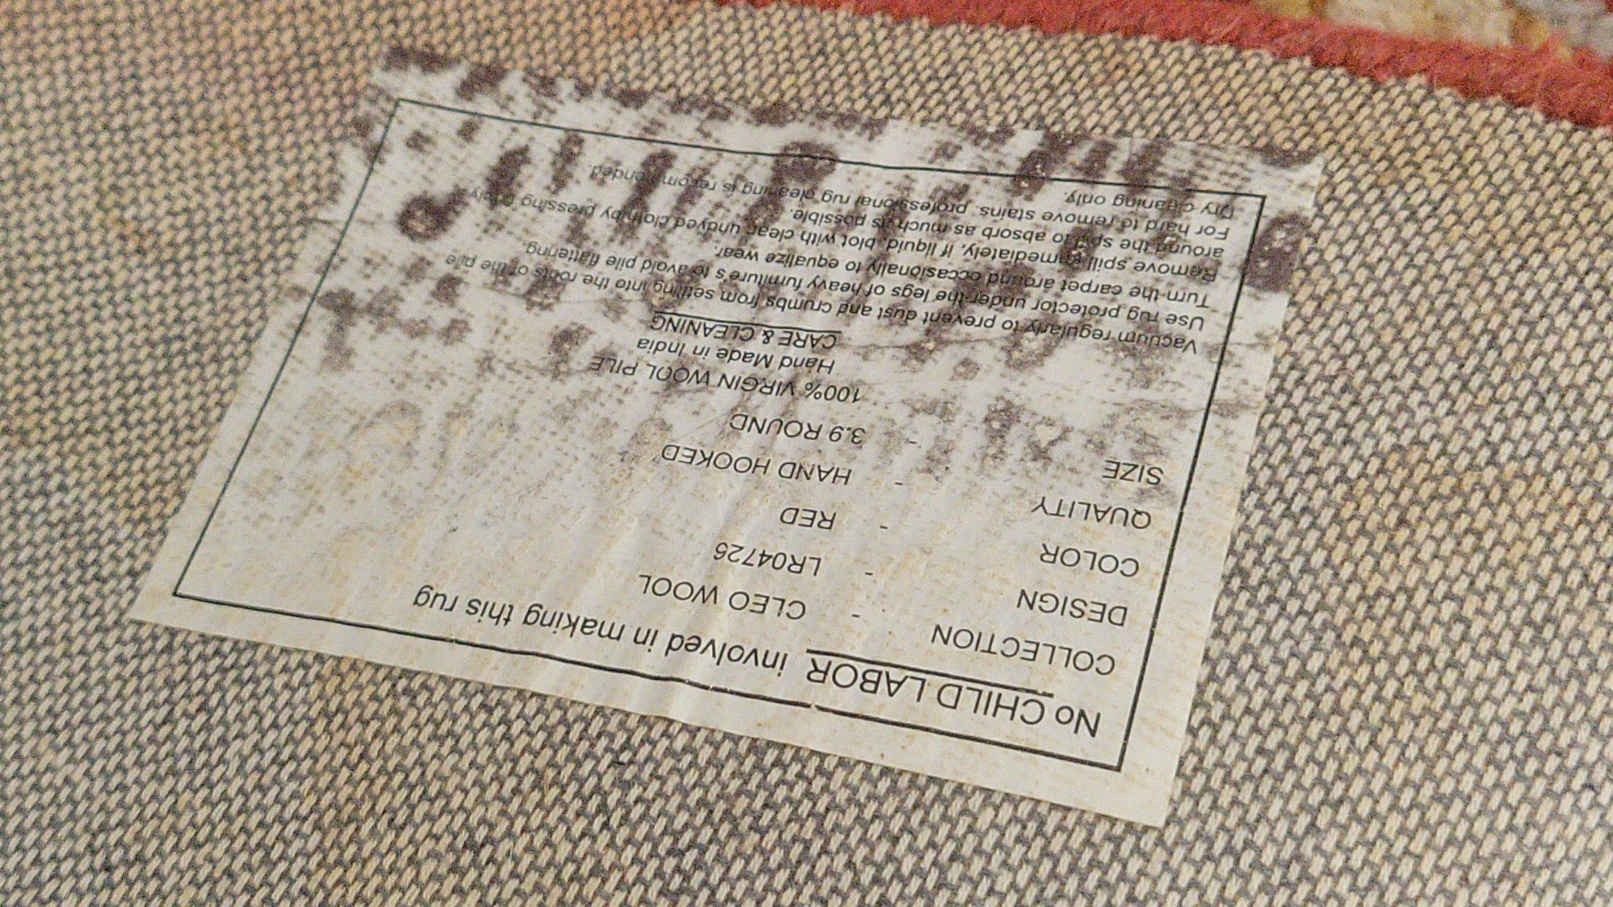 No CHILD LABOR involved in making this rug
COLLECTION - CLEO WOOL
DESIGN - LR04726
COLOR - RED
QUALITY - HAND HOOKED
SIZE - 3.9 ROUND
100% VIRGIN WOOL PILE
Hand Made in India
CARE & CLEANING
Vacuum regularly to prevent dust and crumbs from settling into the roots of the pile
Use rug protector under the legs of heavy furniture's to avoid pile flattering
Turn the carpet around occasionally to equalize wear.
Remove spill immediately, if liquid, blot with clear undyed cloth by pressing
around the spill to absorb as much as possible.
For hard to remove stains, professional rug cleaning is recommended.
Dry cleaning only.